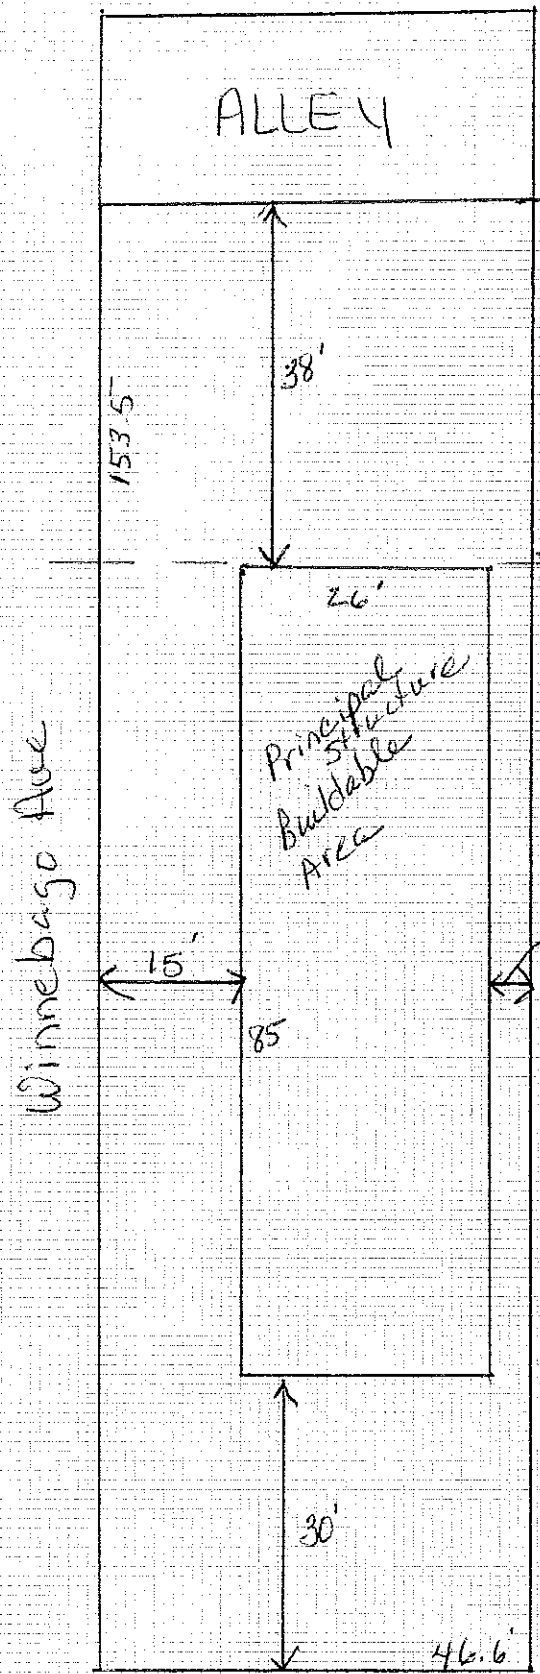 ALLEY
38'
153.5
26'
Principal
Structure
Buildable
Area
Winnebago Ave
15'
85
30'
46.6'